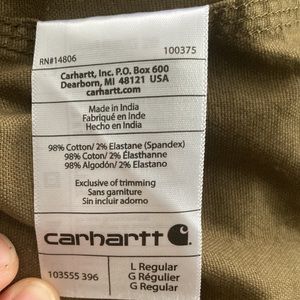 RN#14806 100375
Carhartt, Inc. P.O. Box 600
Dearborn, MI 48121 USA
carhartt.com
Made in India
Fabriqué en Inde
Hecho en India
98% Cotton/ 2% Elastane (Spandex)
98% Coton/ 2% Élasthanne
98% Algodón/ 2% Elastano
Exclusive of trimming
Sans garniture
Sin incluir adorno
carhartt
103555 396
L Regular
G Régulier
G Regular